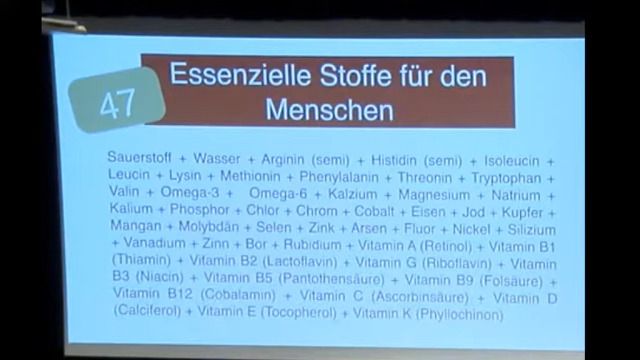 47
Essenzielle Stoffe für den
Menschen
Sauerstoff + Wasser + Arginin (semi) + Histidin (semi) + Isoleucin +
Leucin + Lysin + Methionin + Phenylalanin + Threonin + Tryptophan +
Valin + Omega-3 + Omega-6 + Kalzium + Magnesium + Natrium +
Kalium + Phosphor + Chlor + Chrom + Cobalt + Eisen + Jod + Kupfer +
Mangan + Molybdän + Selen + Zink + Arsen + Fluor + Nickel + Silizium
+ Vanadium + Zinn + Bor + Rubidium + Vitamin A (Retinol) + Vitamin B1
(Thiamin) + Vitamin B2 (Lactoflavin) + Vitamin G (Riboflavin) + Vitamin
B3 (Niacin) + Vitamin B5 (Pantothensäure) + Vitamin B9 (Folsäure) +
Vitamin B12 (Cobalamin) + Vitamin C (Ascorbinsäure) + Vitamin D
(Calciferol) + Vitamin E (Tocopherol) + Vitamin K (Phyllochinon)